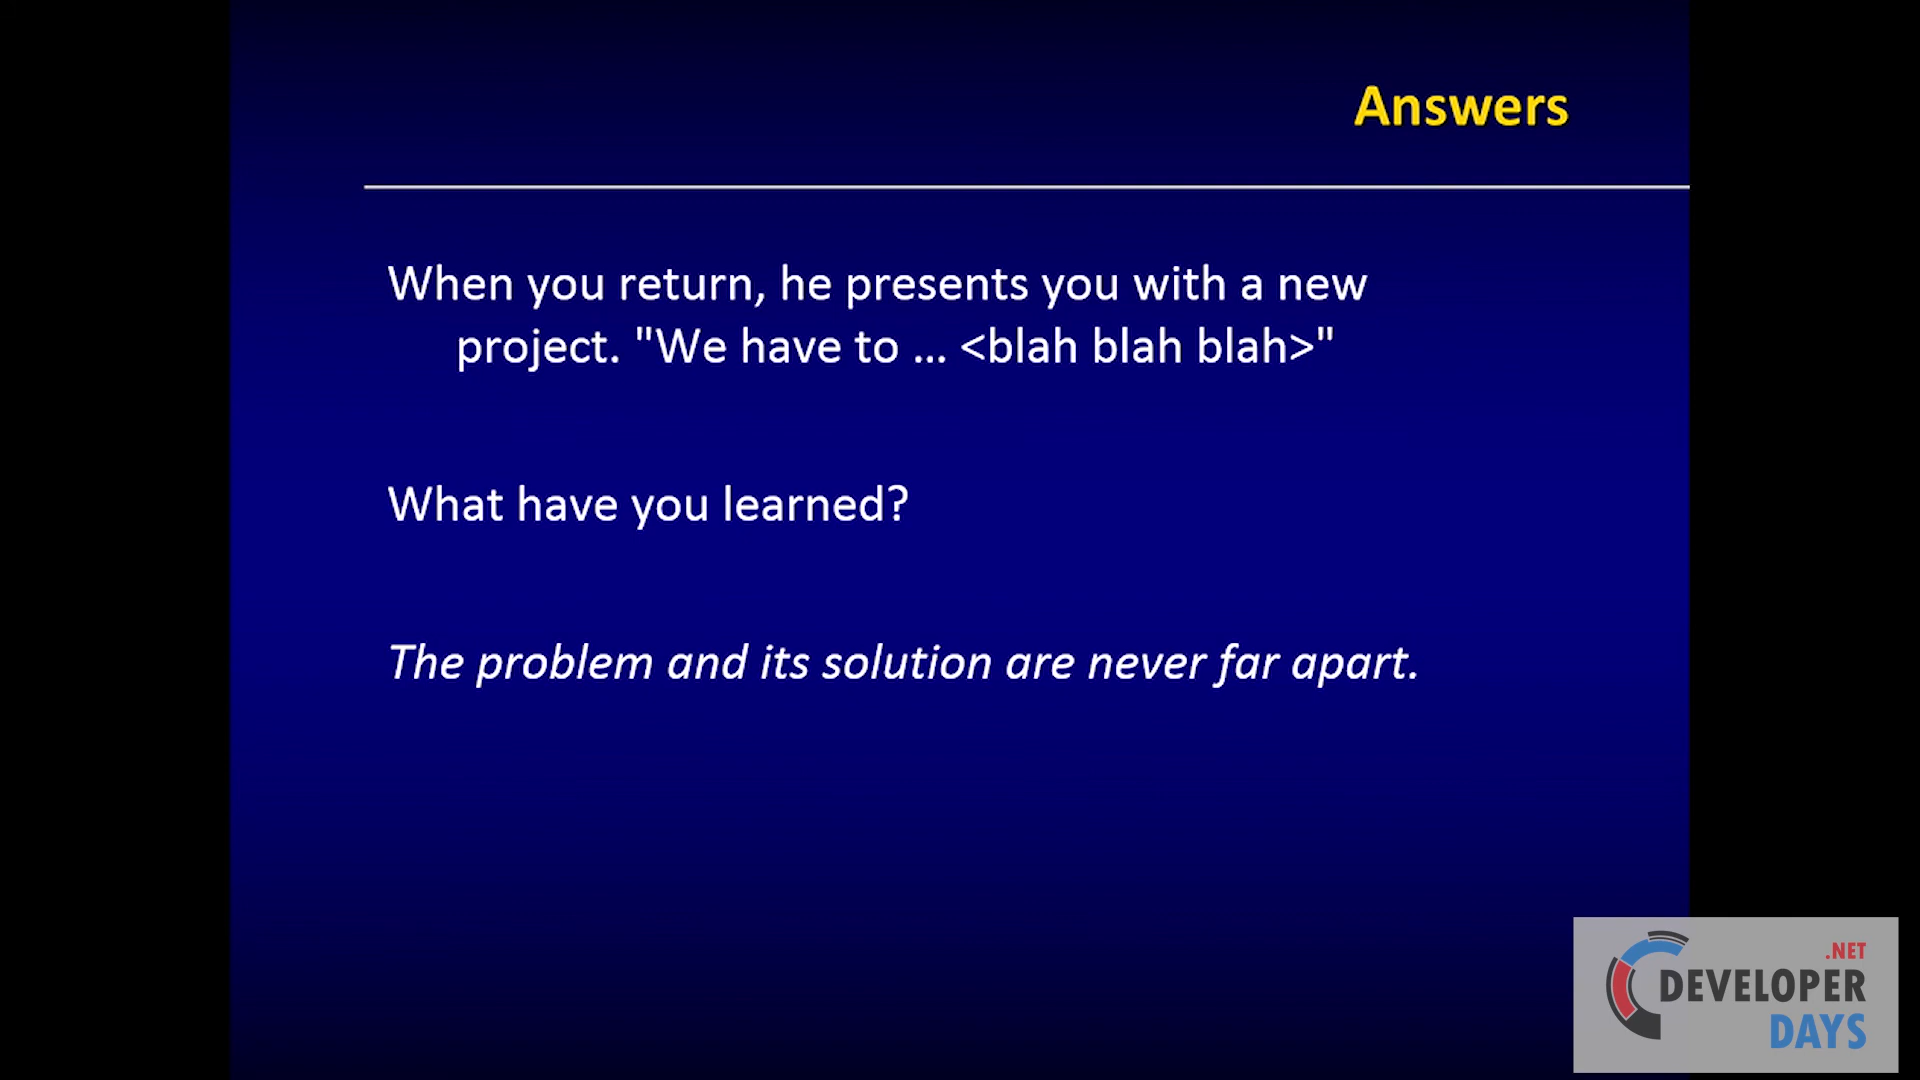 Answers
When you return, he presents you with a new
project. "We have to ... <blah blah blah>"
What have you learned?
The problem and its solution are never far apart.
.NET
DEVELOPER
DAYS